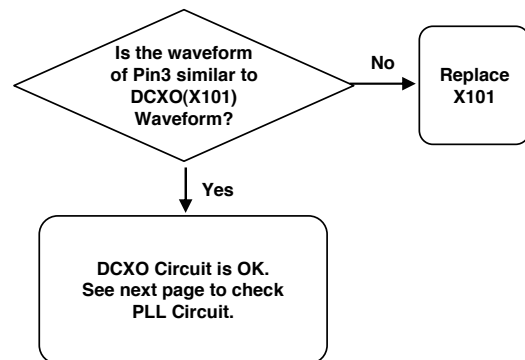 Is the waveform
of Pin3 similar to
DCXO(X101)
Waveform?
No
Replace
X101
Yes
DCXO Circuit is OK.
See next page to check
PLL Circuit.